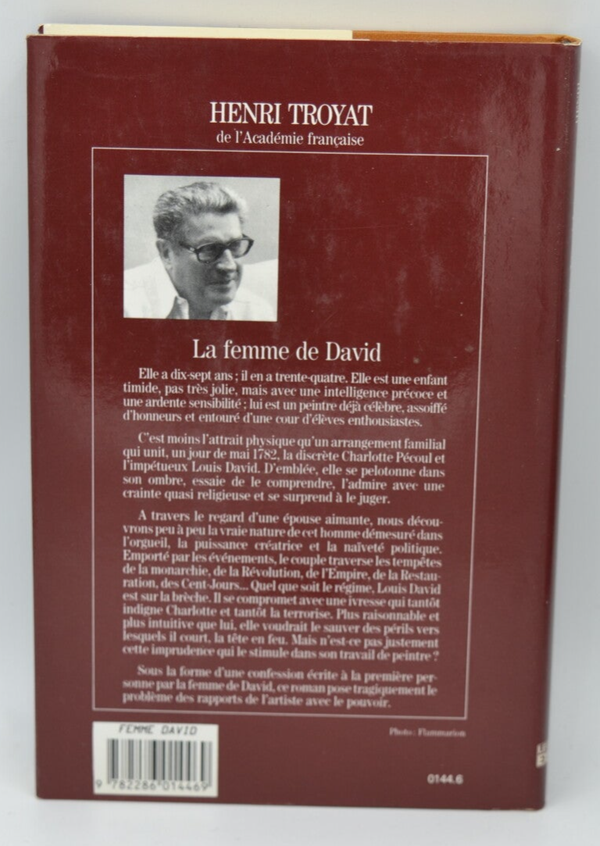 HENRI TROYAT
de l'Académie française
La femme de David
Elle a dix-sept ans ; il en a trente-quatre. Elle est une enfant
timide, pas très jolie, mais avec une intelligence précoce et
une ardente sensibilité ; lui est un peintre déjà célèbre, assoiffé
d'honneurs et entouré d'une cour d'élèves enthousiastes.
C'est moins l'attrait physique qu'un arrangement familial
qui unit, un jour de mai 1782, la discrète Charlotte Pécoul et
l'impétueux Louis David. D'emblée, elle se pelotonne dans
son ombre, essaie de le comprendre, l'admire avec une
crainte quasi religieuse et se surprend à le juger.
A travers le regard d'une épouse aimante, nous décou-
vrons peu à peu la vraie nature de cet homme démesuré dans
l'orgueil, la puissance créatrice et la naïveté politique.
Emporté par les événements, le couple traverse les tempêtes
de la monarchie, de la Révolution, de l'Empire, de la Restau-
ration, des Cent-Jours... Quel que soit le régime, Louis David
est sur la brèche. Il se compromet avec une ivresse qui tantôt
indigne Charlotte et tantôt la terrorise. Plus raisonnable et
plus intuitive que lui, elle voudrait le sauver des périls vers
lesquels il court, la tête en feu. Mais n'est-ce pas justement
cette imprudence qui le stimule dans son travail de peintre ?
Sous la forme d'une confession écrite à la première per-
sonne par la femme de David, ce roman pose tragiquement le
problème des rapports de l'artiste avec le pouvoir.
Photo : Flammarion
FEMME DAVID
9 782286 014469
0144.6